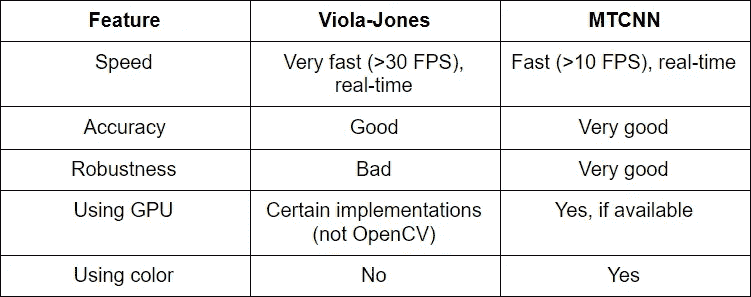 Feature Viola-Jones MTCNN
Speed Very fast (>30 FPS), real-time Fast (>10 FPS), real-time
Accuracy Good Very good
Robustness Bad Very good
Using GPU Certain implementations (not OpenCV) Yes, if available
Using color No Yes